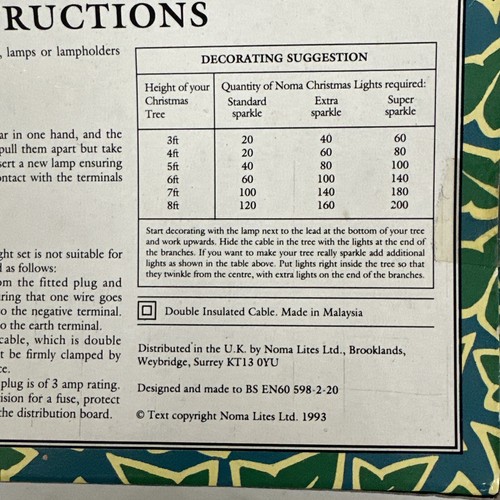 RUCTIONS
, lamps or lampholders
ar in one hand, and the
pull them apart but take
sert a new lamp ensuring
ontact with the terminals
ght set is not suitable for
d as follows:
om the fitted plug and
ring that one wire goes
o the negative terminal.
o the earth terminal.
cable, which is double
t be firmly clamped by
ce.
plug is of 3 amp rating.
ision for a fuse, protect
the distribution board.
DECORATING SUGGESTION
Height of your Christmas Tree
Quantity of Noma Christmas Lights required:
Standard sparkle Extra sparkle Super sparkle
3ft 20 40 60
4ft 20 60 80
5ft 40 80 100
6ft 60 100 140
7ft 100 140 180
8ft 120 160 200
Start decorating with the lamp next to the lead at the bottom of your tree
and work upwards. Hide the cable in the tree with the lights at the end of
the branches. If you want to make your tree really sparkle add additional
lights as shown in the table above. Put lights right inside the tree so that
they twinkle from the centre, with extra lights on the end of the branches.
Double Insulated Cable. Made in Malaysia
Distributed in the U.K. by Noma Lites Ltd., Brooklands,
Weybridge, Surrey KT13 0YU
Designed and made to BS EN60 598-2-20
© Text copyright Noma Lites Ltd. 1993